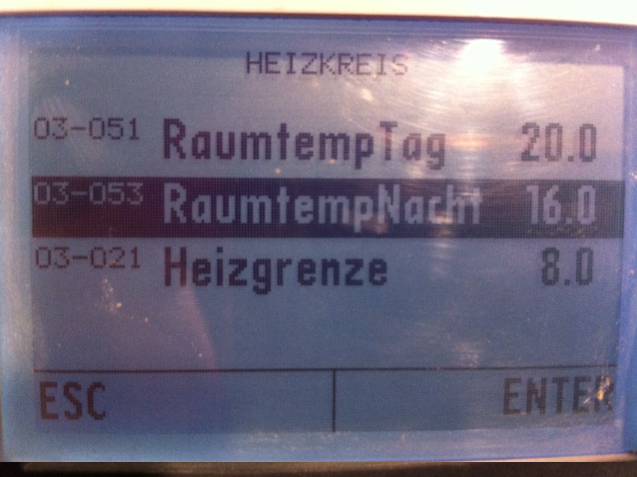 HEIZKREIS
03-051 RaumtempTag 20.0
03-053 RaumtempNacht 16.0
03-021 Heizgrenze 8.0
ESC ENTER